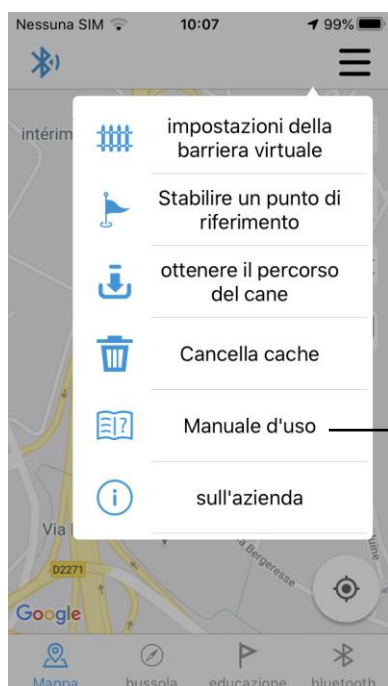 Nessuna SIM 10:07 99%
intérim
impostazioni della
barriera virtuale
Stabilire un punto di
riferimento
ottenere il percorso
del cane
Cancella cache
Manuale d'uso
sull'azienda
Via
D2271
Bergeresse
Google
Mappa bussola educazione bluetooth